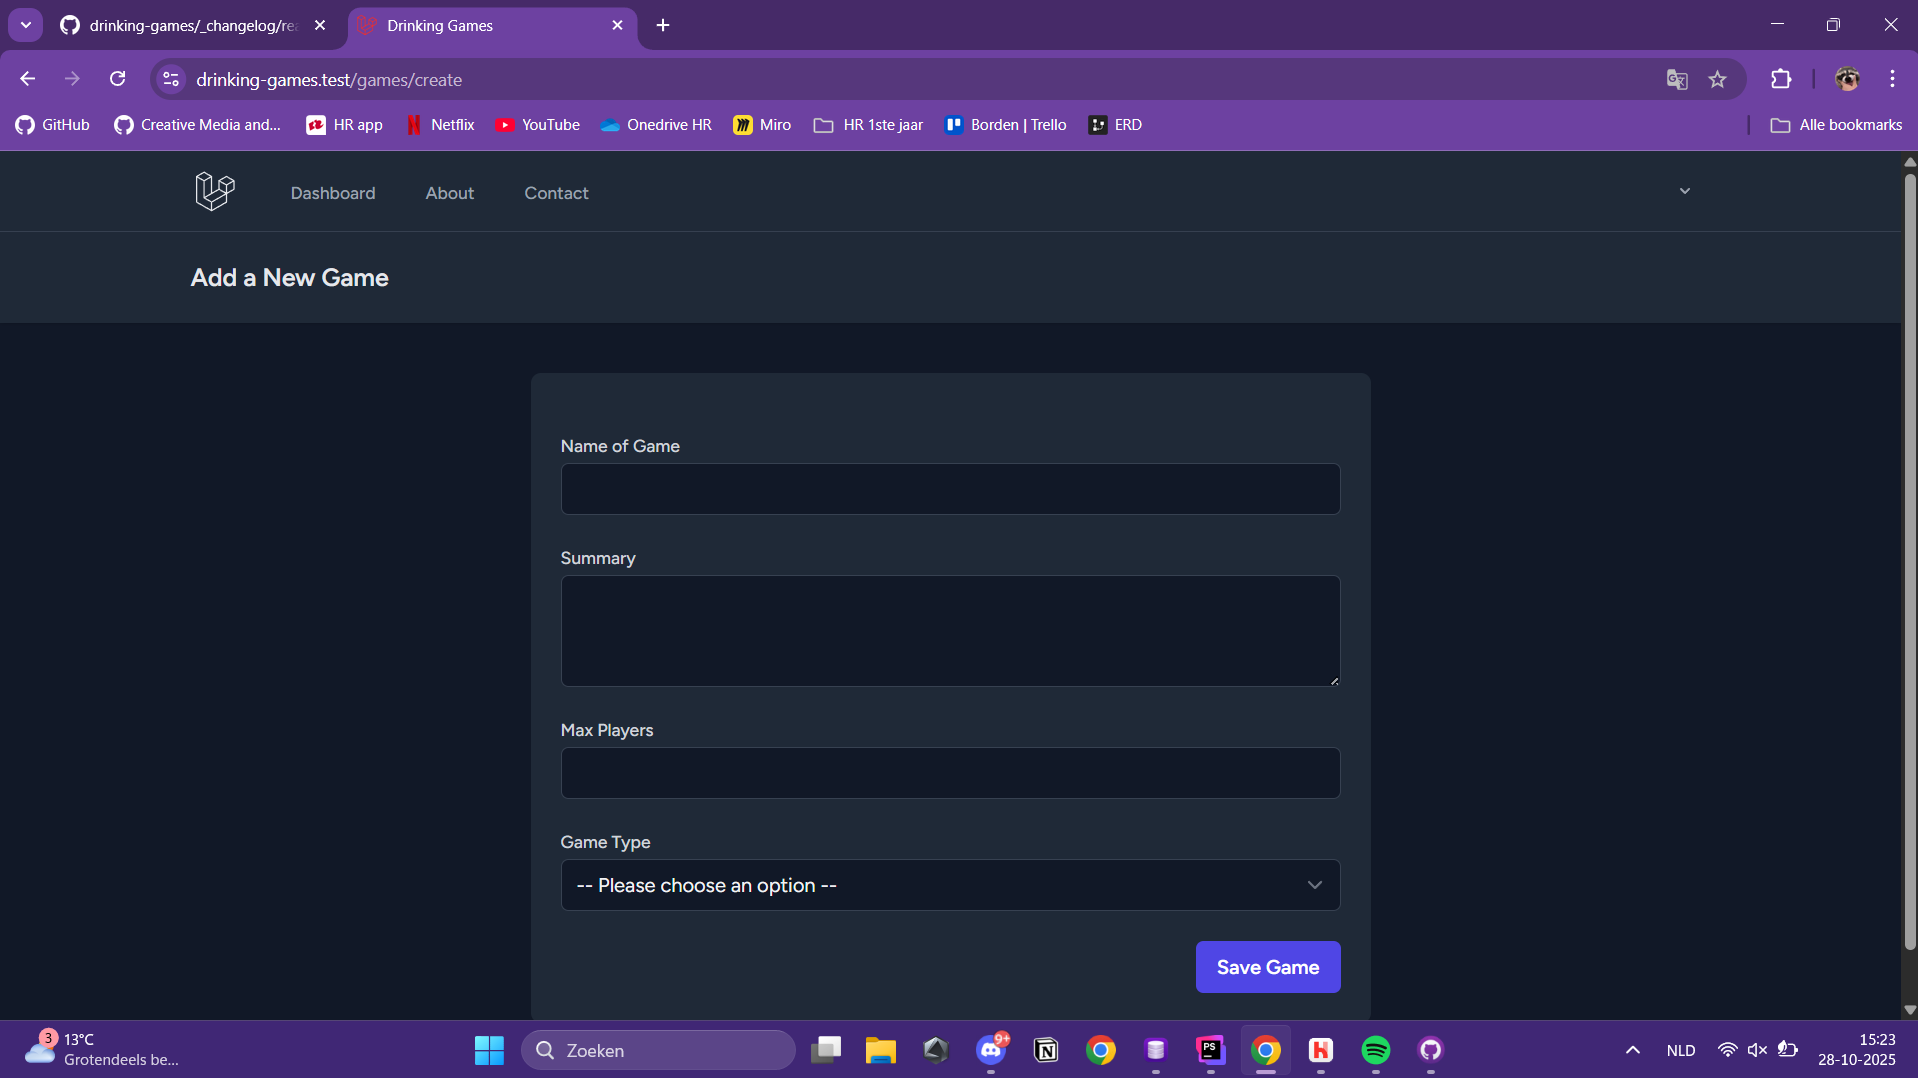 drinking-games/_changelog/rea
Drinking Games
drinking-games.test/games/create
GitHub
Creative Media and...
HR app
Netflix
YouTube
Onedrive HR
Miro
HR 1ste jaar
Borden | Trello
ERD
Alle bookmarks
Dashboard
About
Contact
Add a New Game
Name of Game
Summary
Max Players
Game Type
-- Please choose an option --
Save Game
3
13°C
Grotendeels be...
Zoeken
9+
PS
NLD
15:23
28-10-2025